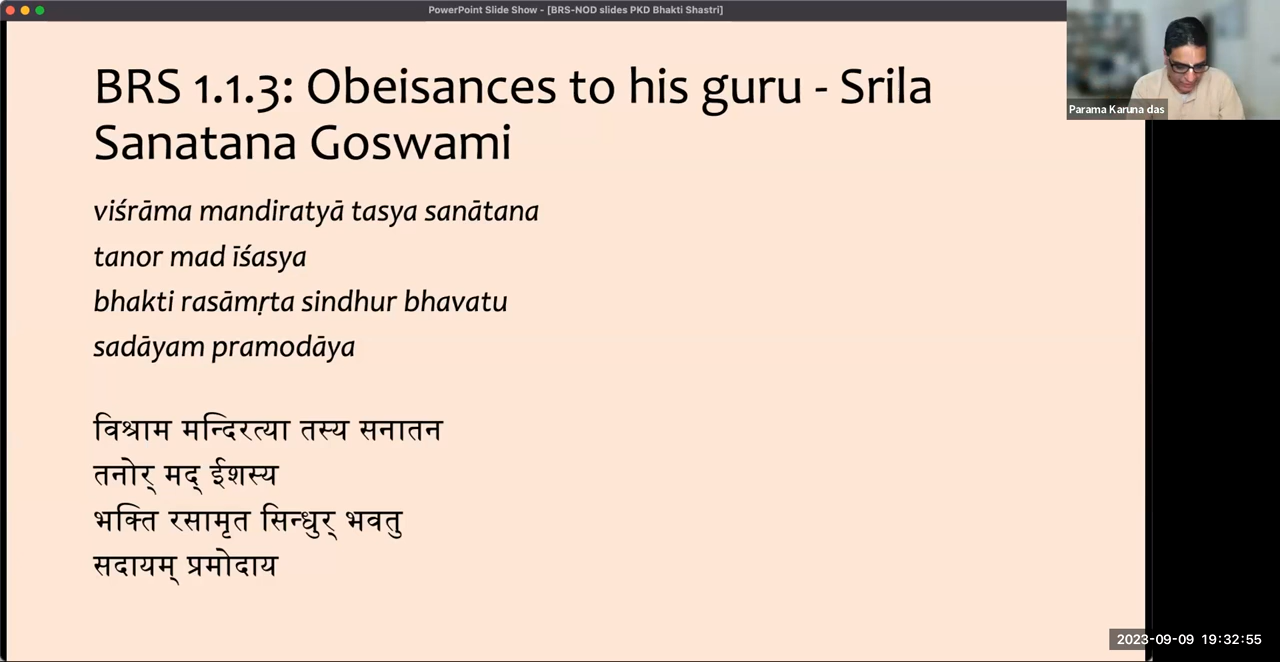 PowerPoint Slide Show - [BRS-NOD slides PKD Bhakti Shastri]
BRS 1.1.3: Obeisances to his guru - Srila
Sanatana Goswami
viśrāma mandiratyā tasya sanātana
tanor mad īśasya
bhakti rasāmṛta sindhur bhavatu
sadāyam pramodāya
विश्राम मन्दिरत्या तस्य सनातन
तनोर् मद् ईशस्य
भक्ति रसामृत सिन्धुर् भवतु
सदायम् प्रमोदाय
Parama Karuna das
2023-09-09 19:32:55